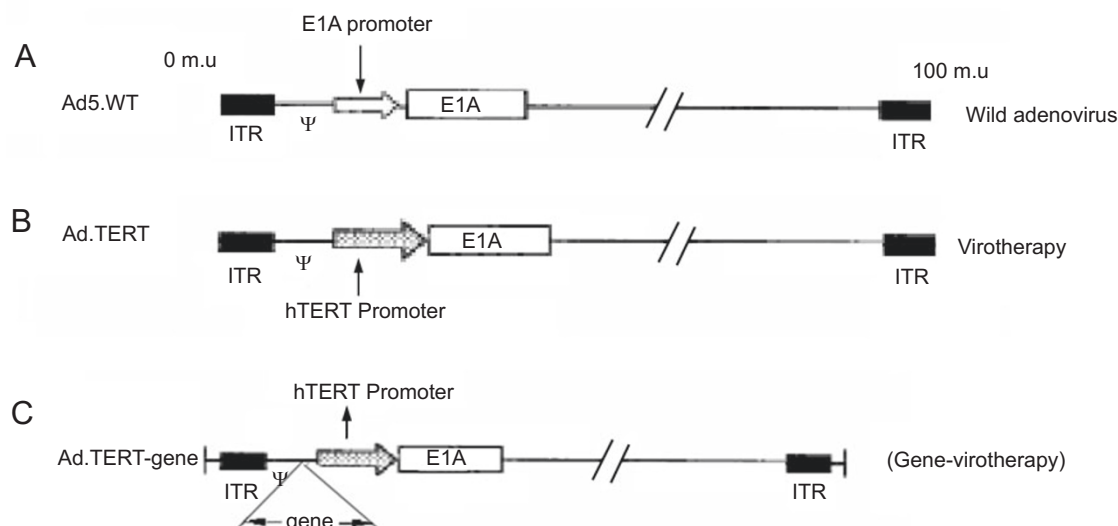 A
E1A promoter
0 m.u
100 m.u
Ad5.WT
E1A
Wild adenovirus
ITR
Ψ
ITR
B
Ad.TERT
E1A
Virotherapy
ITR
Ψ
ITR
hTERT Promoter
C
hTERT Promoter
Ad.TERT-gene
E1A
(Gene-virotherapy)
ITR
Ψ
ITR
gene